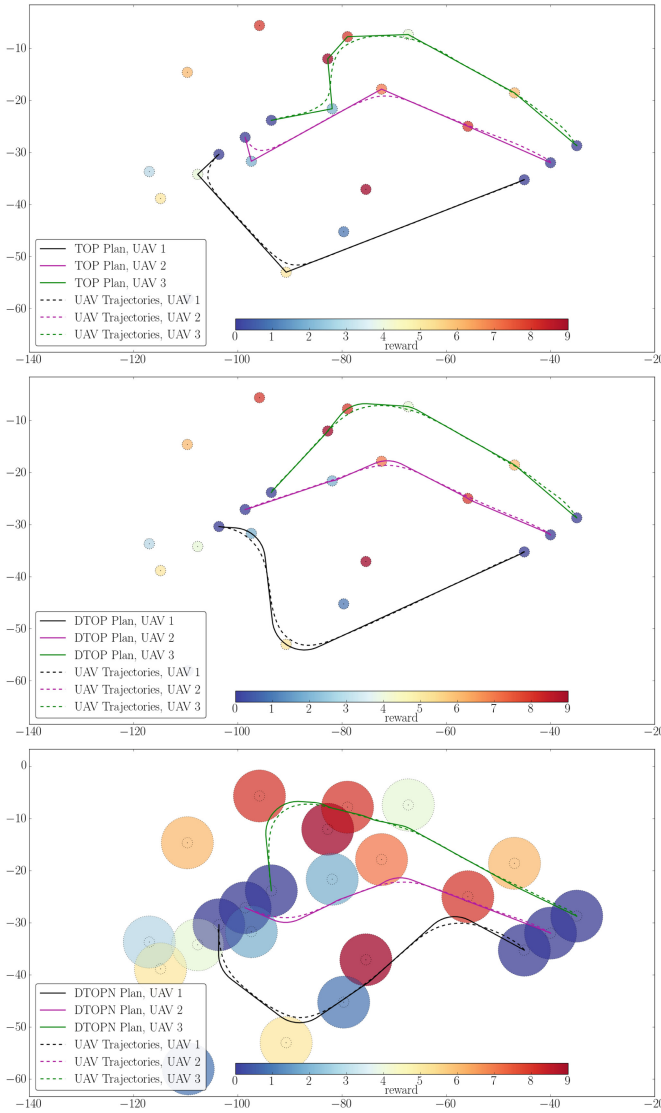 −10
−20
−30
−40
−50
−60
TOP Plan, UAV 1
TOP Plan, UAV 2
TOP Plan, UAV 3
UAV Trajectories, UAV 1
UAV Trajectories, UAV 2
UAV Trajectories, UAV 3
0 1 2 3 4 5 6 7 8 9
reward
−140 −120 −100 −80 −60 −40 −20
−10
−20
−30
−40
−50
−60
DTOP Plan, UAV 1
DTOP Plan, UAV 2
DTOP Plan, UAV 3
UAV Trajectories, UAV 1
UAV Trajectories, UAV 2
UAV Trajectories, UAV 3
0 1 2 3 4 5 6 7 8 9
reward
−140 −120 −100 −80 −60 −40 −20
0
−10
−20
−30
−40
−50
−60
DTOPN Plan, UAV 1
DTOPN Plan, UAV 2
DTOPN Plan, UAV 3
UAV Trajectories, UAV 1
UAV Trajectories, UAV 2
UAV Trajectories, UAV 3
0 1 2 3 4 5 6 7 8 9
reward
−140 −120 −100 −80 −60 −40 −20